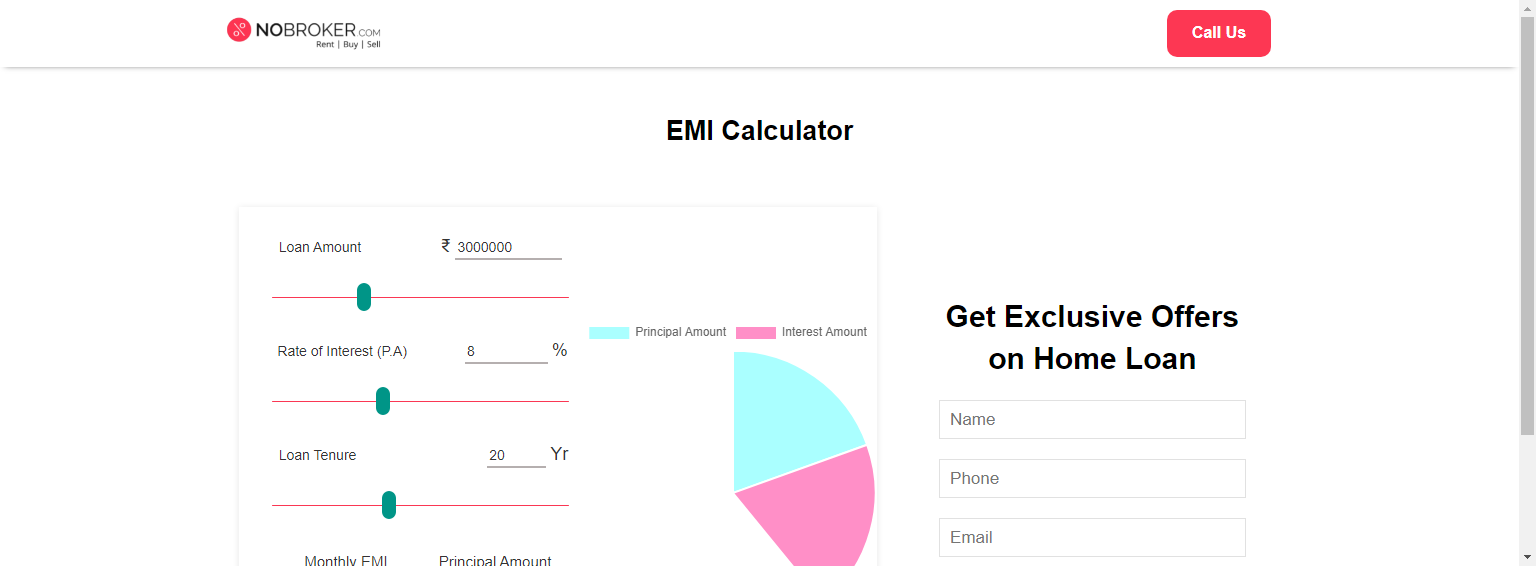 NOBROKER.COM
Rent | Buy | Sell
Call Us
EMI Calculator
Loan Amount
₹ 3000000
Rate of Interest (P.A)
8 %
Loan Tenure
20 Yr
Monthly EMI
Principal Amount
Principal Amount
Interest Amount
Get Exclusive Offers
on Home Loan
Name
Phone
Email